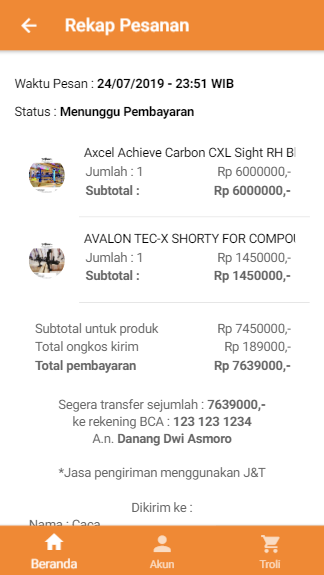 Rekap Pesanan
Waktu Pesan : 24/07/2019 - 23:51 WIB
Status : Menunggu Pembayaran
Axcel Achieve Carbon CXL Sight RH Bl
Jumlah : 1 Rp 6000000,-
Subtotal : Rp 6000000,-
AVALON TEC-X SHORTY FOR COMPOU
Jumlah : 1 Rp 1450000,-
Subtotal : Rp 1450000,-
Subtotal untuk produk Rp 7450000,-
Total ongkos kirim Rp 189000,-
Total pembayaran Rp 7639000,-
Segera transfer sejumlah : 7639000,-
ke rekening BCA : 123 123 1234
A.n. Danang Dwi Asmoro
*Jasa pengiriman menggunakan J&T
Dikirim ke :
Nama : Caca
Beranda Akun Troli